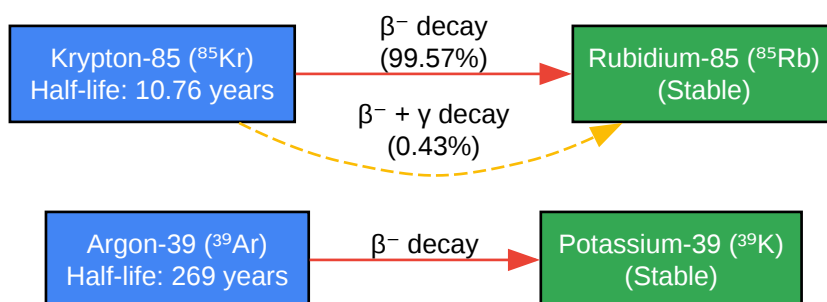 Krypton-85 (⁸⁵Kr)
Half-life: 10.76 years
β⁻ decay
(99.57%)
Rubidium-85 (⁸⁵Rb)
(Stable)
β⁻ + γ decay
(0.43%)
Argon-39 (³⁹Ar)
Half-life: 269 years
β⁻ decay
Potassium-39 (³⁹K)
(Stable)